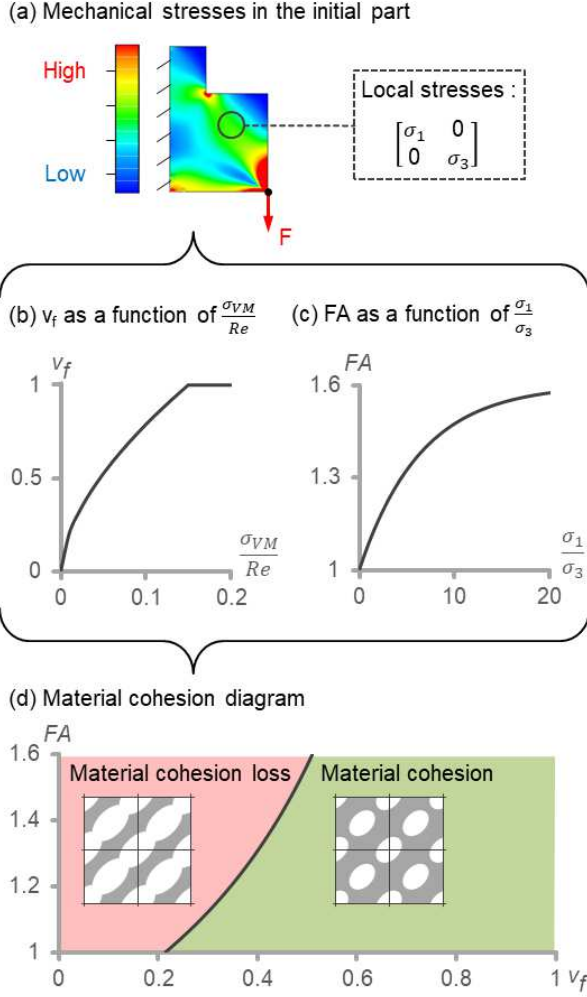 (a) Mechanical stresses in the initial part
High
Low
Local stresses :
[σ1 0
0 σ3]
F
(b) vf as a function of σVM/Re
(c) FA as a function of σ1/σ3
vf
1
0.5
0
0 0.1 0.2
σVM/Re
FA
1.6
1.3
1
0 10 20
σ1/σ3
(d) Material cohesion diagram
FA
1.6
1.4
1.2
1
Material cohesion loss
Material cohesion
0 0.2 0.4 0.6 0.8 1 vf